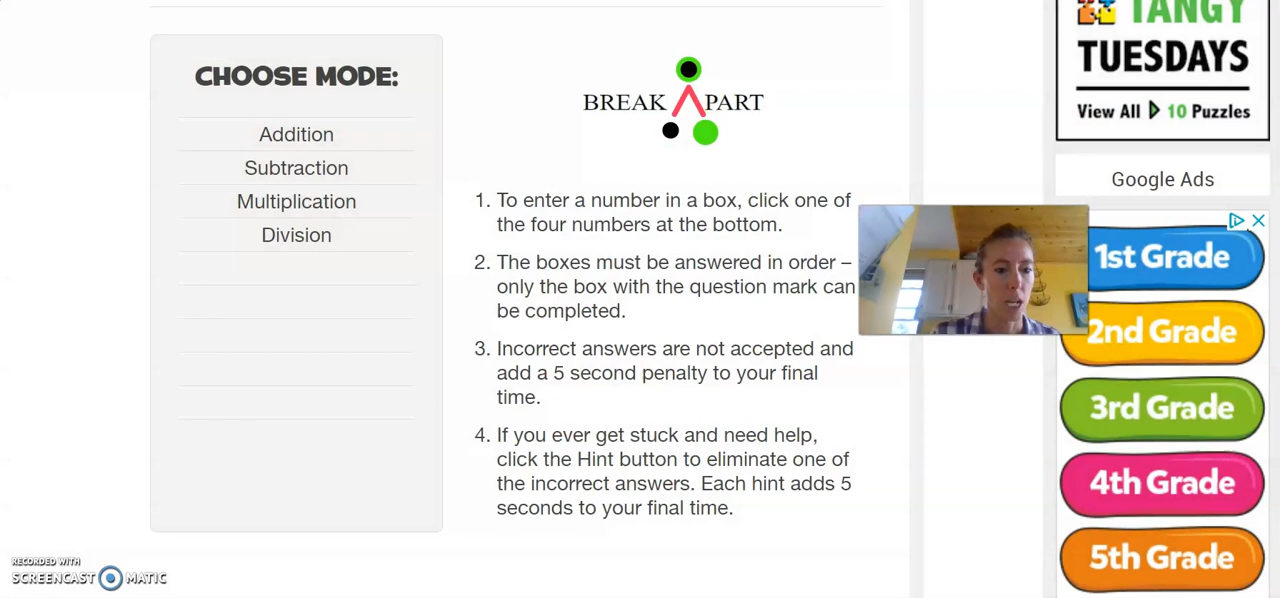 CHOOSE MODE:
Addition
Subtraction
Multiplication
Division
BREAK PART
1. To enter a number in a box, click one of
the four numbers at the bottom.
2. The boxes must be answered in order –
only the box with the question mark can
be completed.
3. Incorrect answers are not accepted and
add a 5 second penalty to your final
time.
4. If you ever get stuck and need help,
click the Hint button to eliminate one of
the incorrect answers. Each hint adds 5
seconds to your final time.
TANGY
TUESDAYS
View All 10 Puzzles
Google Ads
1st Grade
2nd Grade
3rd Grade
4th Grade
5th Grade
RECORDED WITH
SCREENCAST MATIC